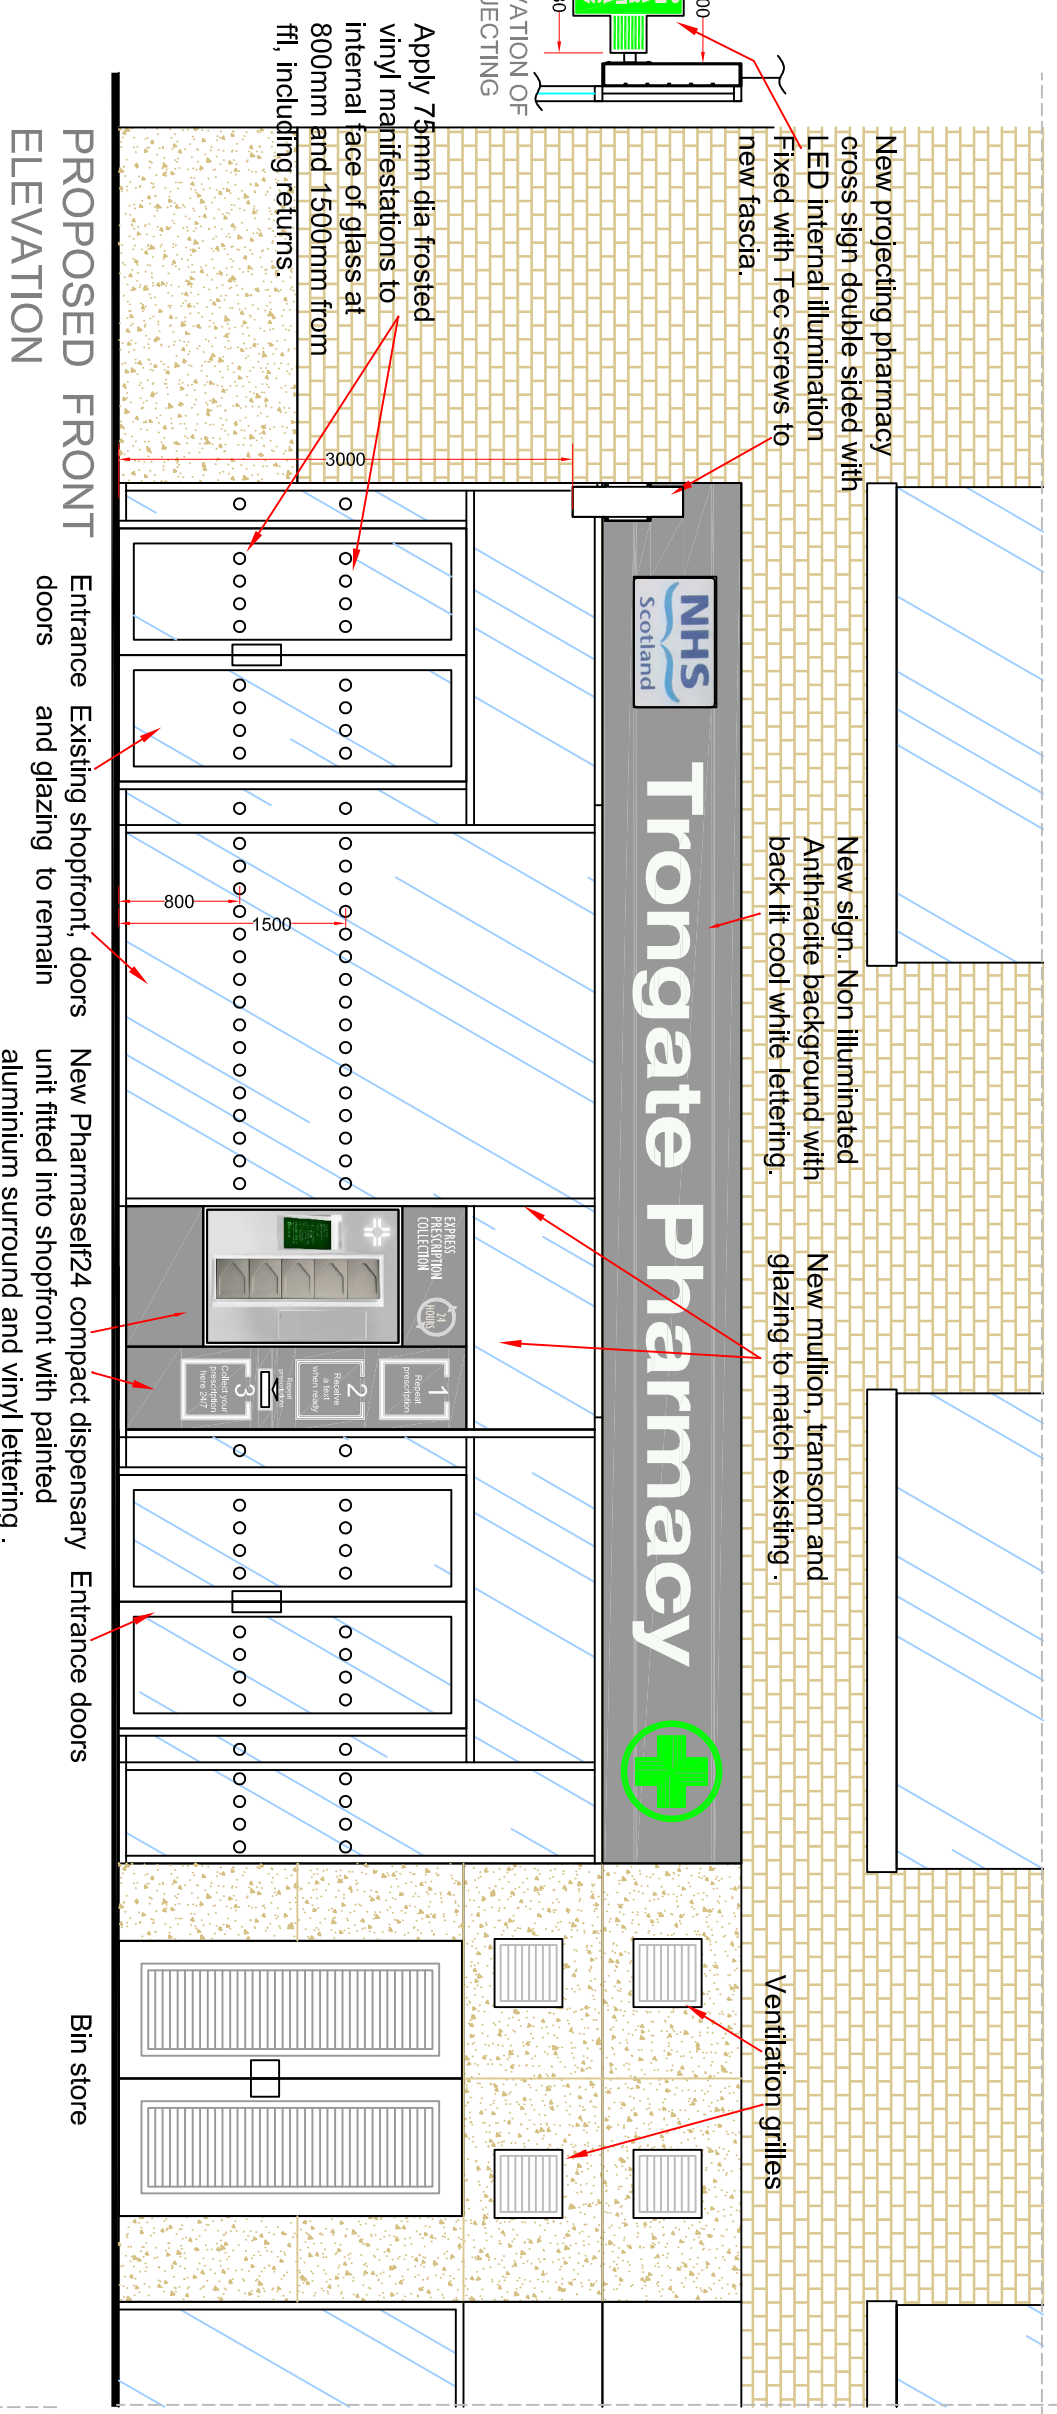 New projecting pharmacy
cross sign double sided with
LED internal illumination
Fixed with Tec screws to
new fascia.
New sign. Non illuminated
Anthracite background with
back lit cool white lettering.
New mullion, transom and
glazing to match existing .
Ventilation grilles
NHS
Scotland
Trongate Pharmacy
VATION OF
JECTING
Apply 75mm dia frosted
vinyl manifestations to
internal face of glass at
800mm and 1500mm from
ffl, including returns.
3000
800
1500
EXPRESS
PRESCRIPTION
COLLECTION
24
HOURS
1
Repeat
prescription
2
Receive
a text
when ready
3
Collect your
prescription
here 24/7
Entrance
doors
Existing shopfront, doors
and glazing to remain
New Pharmaself24 compact dispensary
unit fitted into shopfront with painted
aluminium surround and vinyl lettering .
Entrance doors
Bin store
PROPOSED FRONT
ELEVATION